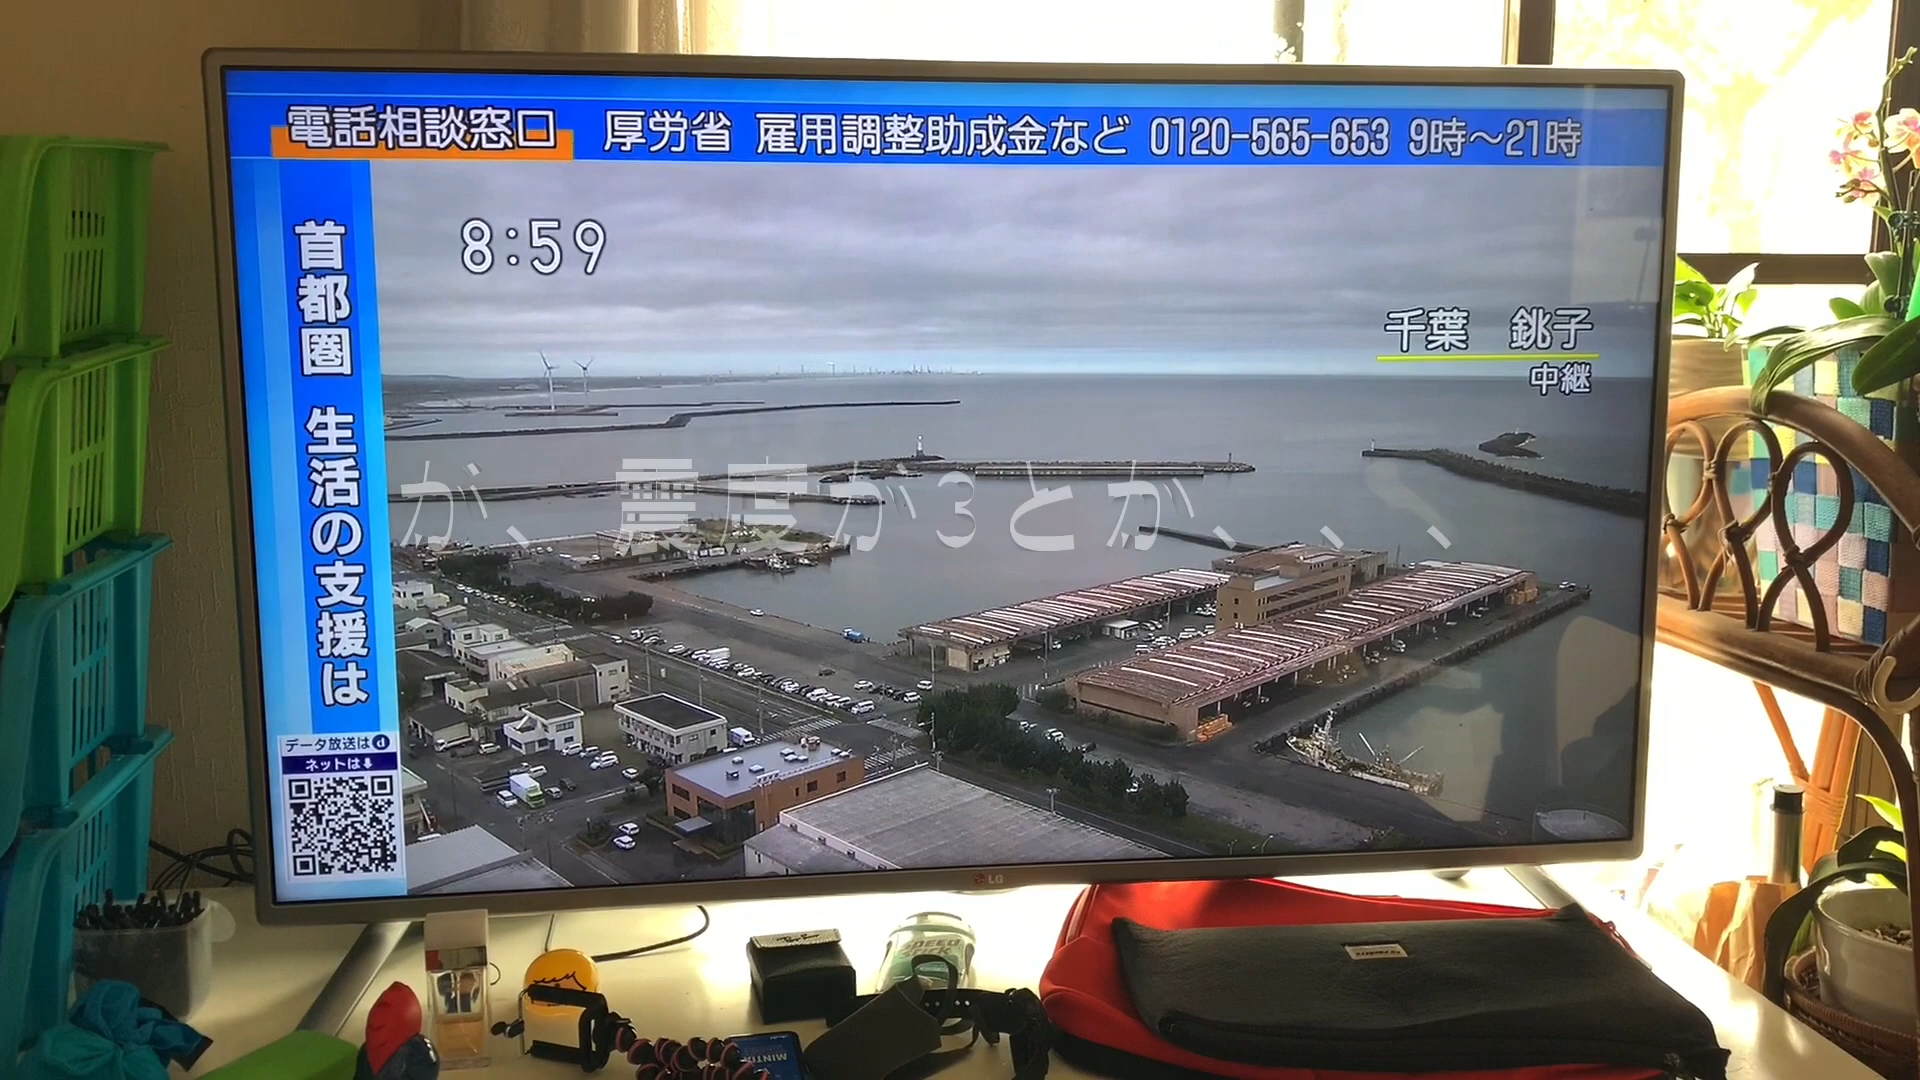 電話相談窓口 厚労省 雇用調整助成金など 0120-565-653 9時～21時
首都圏 生活の支援は
8:59
千葉 銚子
中継
が、震度が3とか、、、、
データ放送はd
ネットは⬇
LG
SPEED